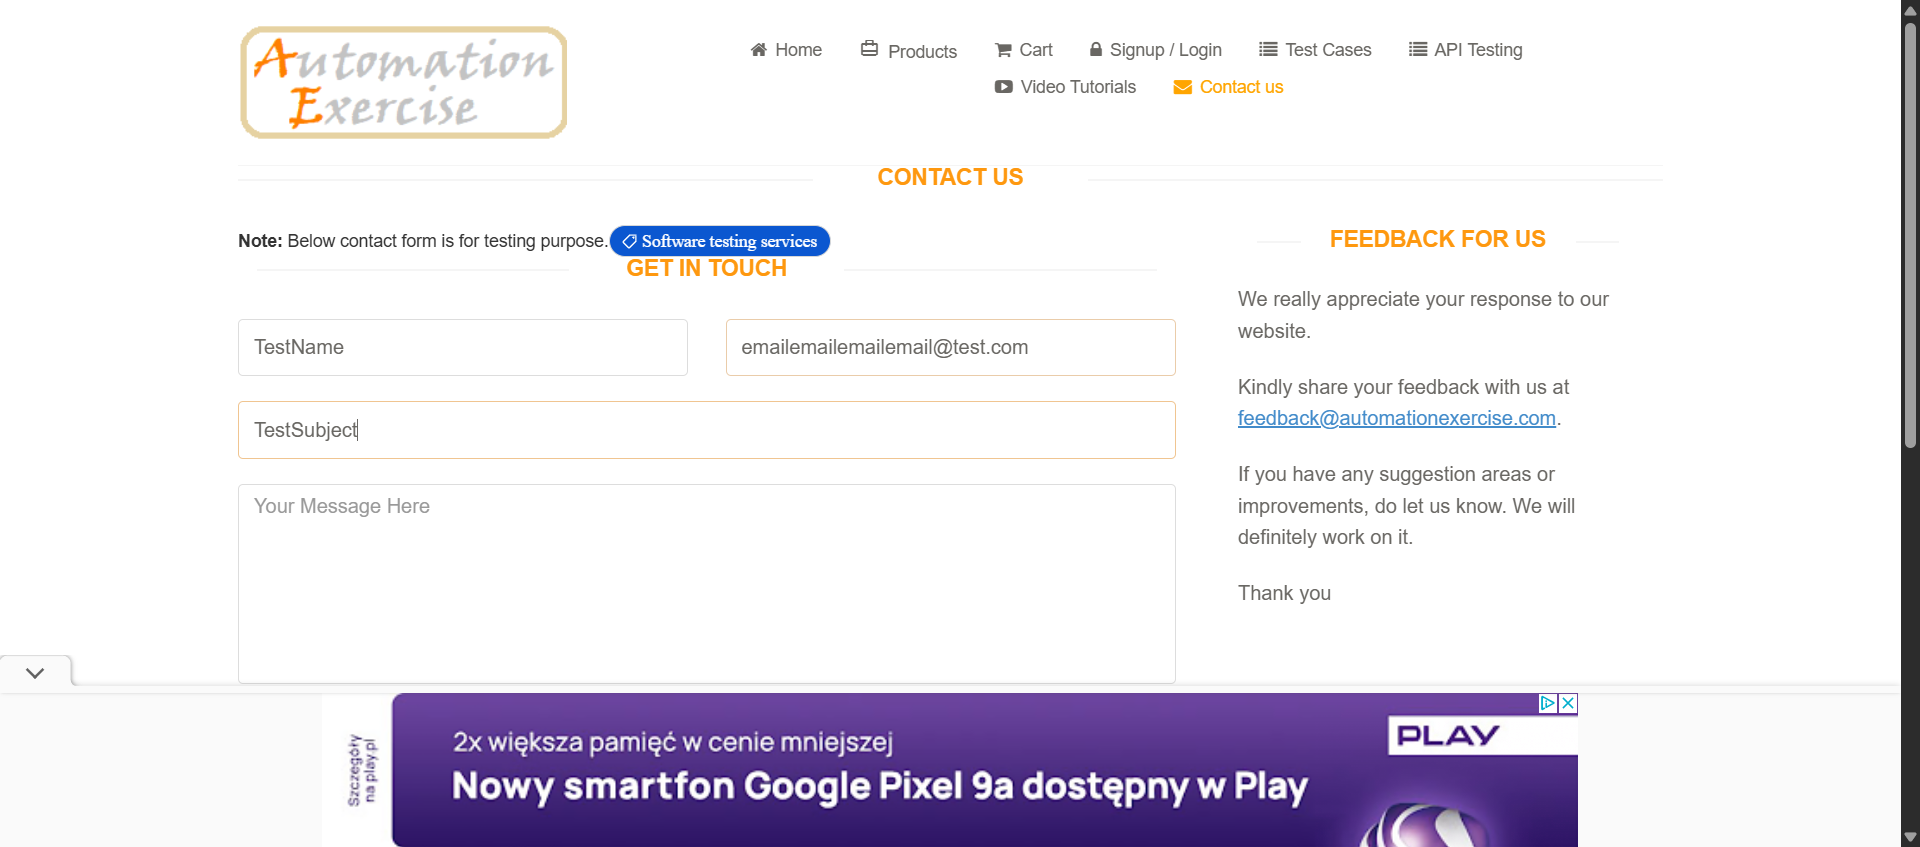 Automation
Exercise
Home
Products
Cart
Signup / Login
Test Cases
API Testing
Video Tutorials
Contact us
CONTACT US
Note: Below contact form is for testing purpose.
Software testing services
GET IN TOUCH
TestName
emailemailemailemail@test.com
TestSubject
Your Message Here
FEEDBACK FOR US
We really appreciate your response to our
website.
Kindly share your feedback with us at
feedback@automationexercise.com.
If you have any suggestion areas or
improvements, do let us know. We will
definitely work on it.
Thank you
Szczegóły
na play.pl
2x większa pamięć w cenie mniejszej
Nowy smartfon Google Pixel 9a dostępny w Play
PLAY